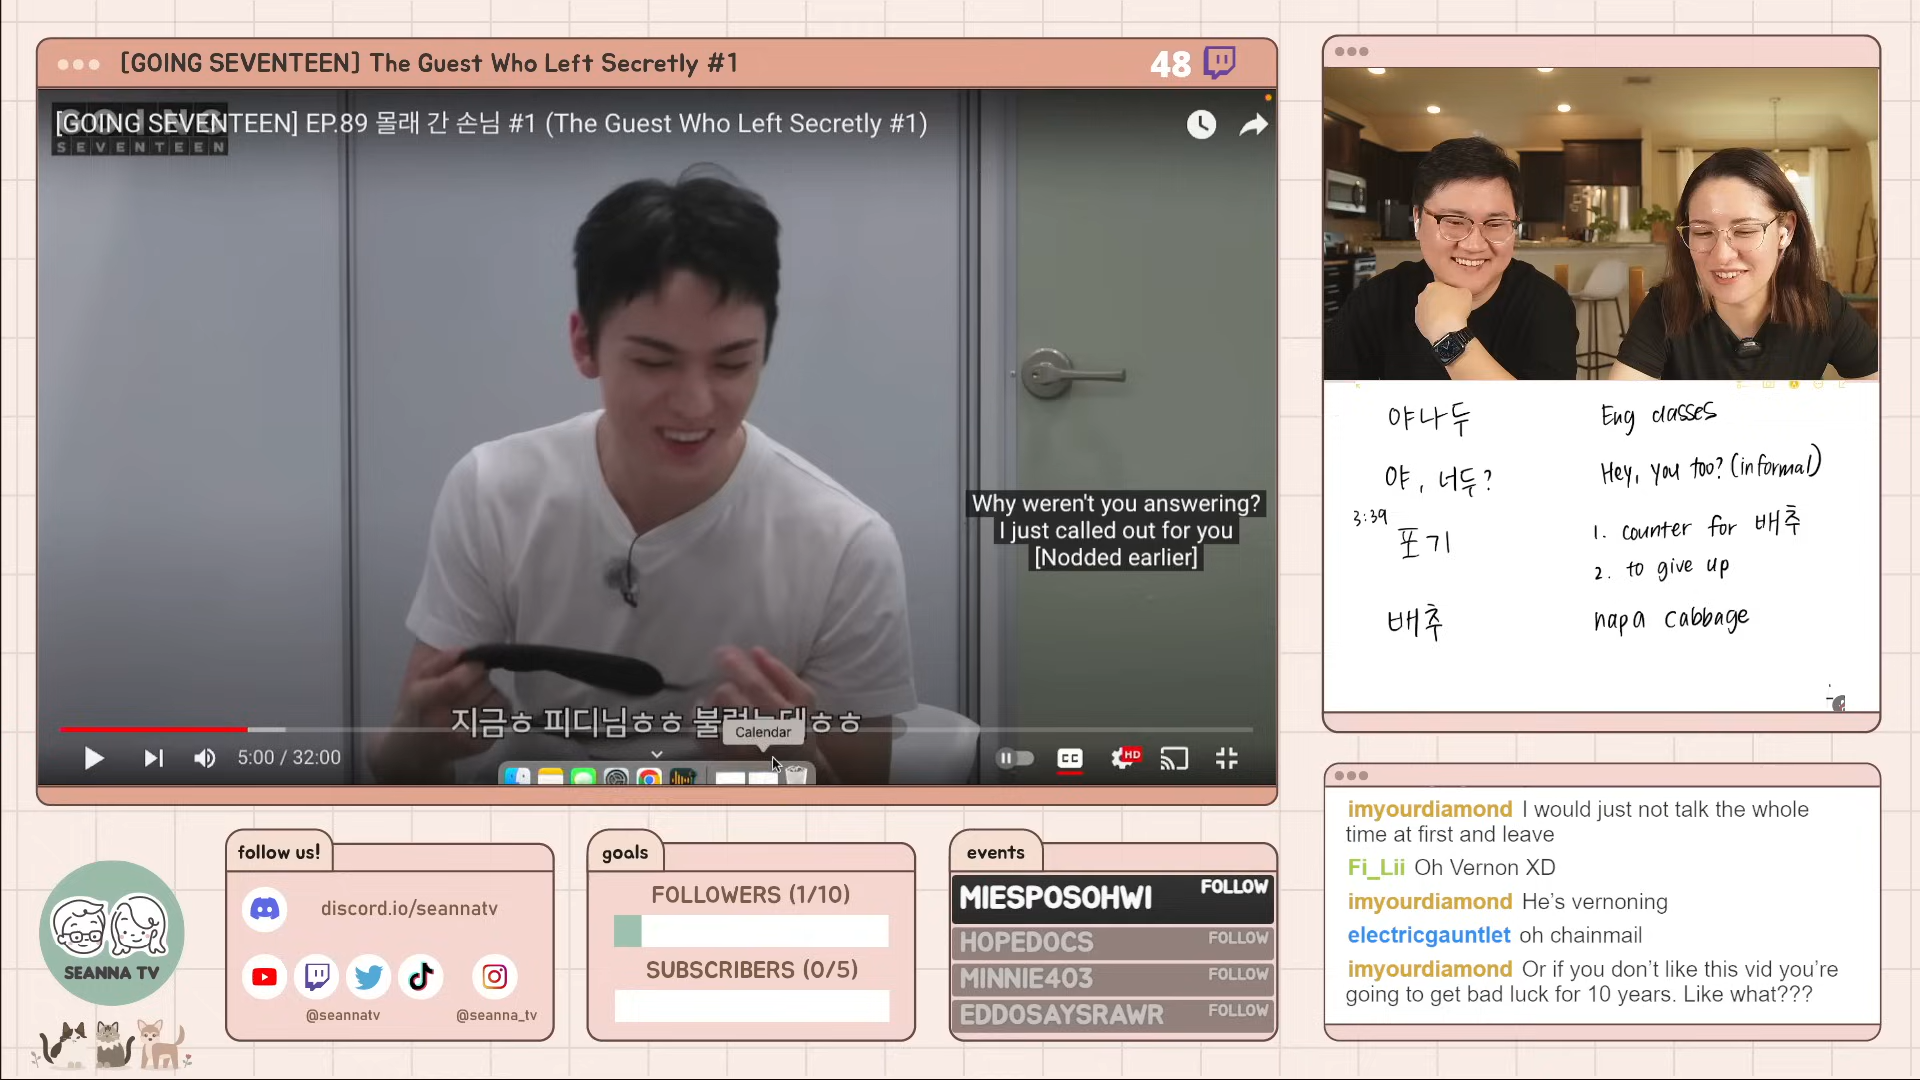 [GOING SEVENTEEN] The Guest Who Left Secretly #1
48
[GOING SEVENTEEN] EP.89 몰래 간 손님 #1 (The Guest Who Left Secretly #1)
SEVENTEEN
Why weren't you answering?
I just called out for you
[Nodded earlier]
지금ㅎ 피디님ㅎㅎ
Calendar
5:00 / 32:00
CC
HD
야나두 Eng classes
야, 너두? Hey, you too? (informal)
3:39
포기 1. counter for 배추
2. to give up
배추 napa cabbage
imyourdiamond I would just not talk the whole
time at first and leave
Fi_Lii Oh Vernon XD
imyourdiamond He's vernoning
electricgauntlet oh chainmail
imyourdiamond Or if you don't like this vid you're
going to get bad luck for 10 years. Like what???
SEANNA TV
follow us!
discord.io/seannatv
@seannatv
@seanna_tv
goals
FOLLOWERS (1/10)
SUBSCRIBERS (0/5)
events
MIESPOSOHWI FOLLOW
HOPEDOCS FOLLOW
MINNIE403 FOLLOW
EDDOSAYSRAWR FOLLOW